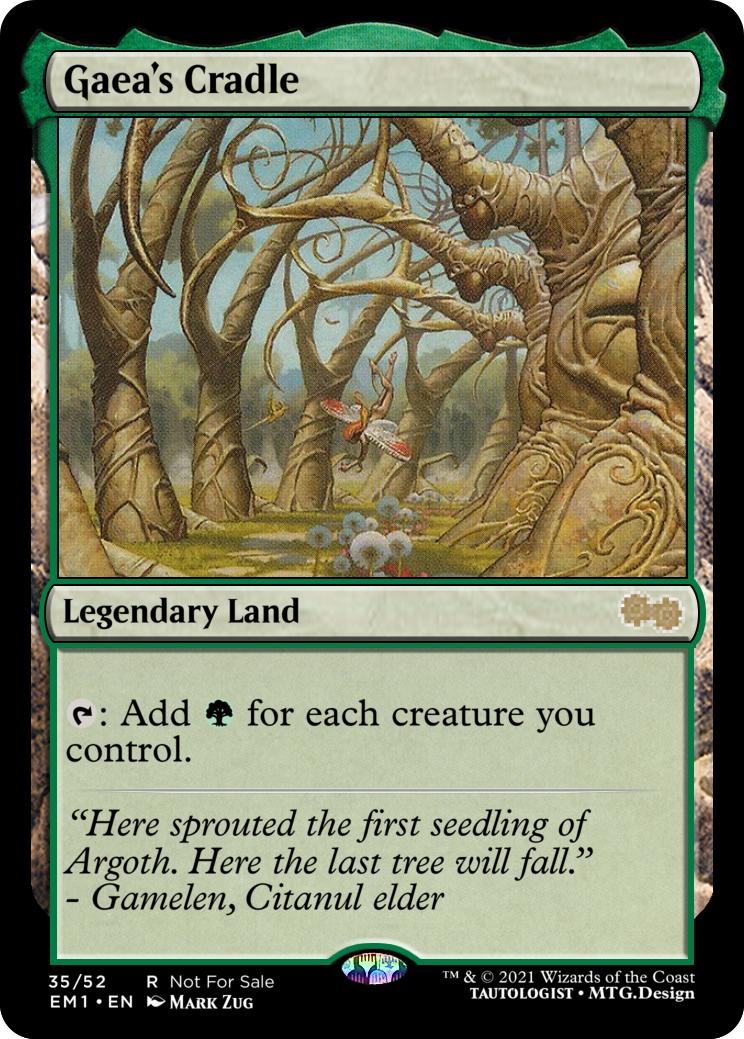 Gaea's Cradle
Legendary Land
: Add for each creature you
control.
“Here sprouted the first seedling of
Argoth. Here the last tree will fall.”
- Gamelen, Citanul elder
35/52 R Not For Sale
EM1 • EN Mark Zug
™ & © 2021 Wizards of the Coast
TAUTOLOGIST • MTG.Design